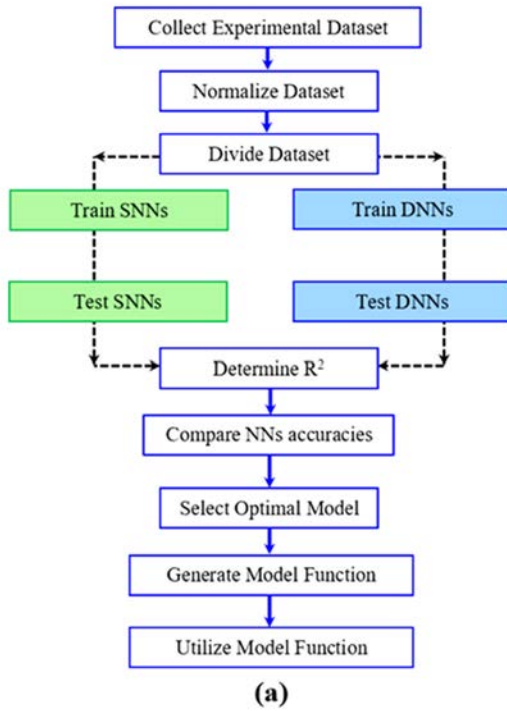 Collect Experimental Dataset
Normalize Dataset
Divide Dataset
Train SNNs
Train DNNs
Test SNNs
Test DNNs
Determine R²
Compare NNs accuracies
Select Optimal Model
Generate Model Function
Utilize Model Function
(a)